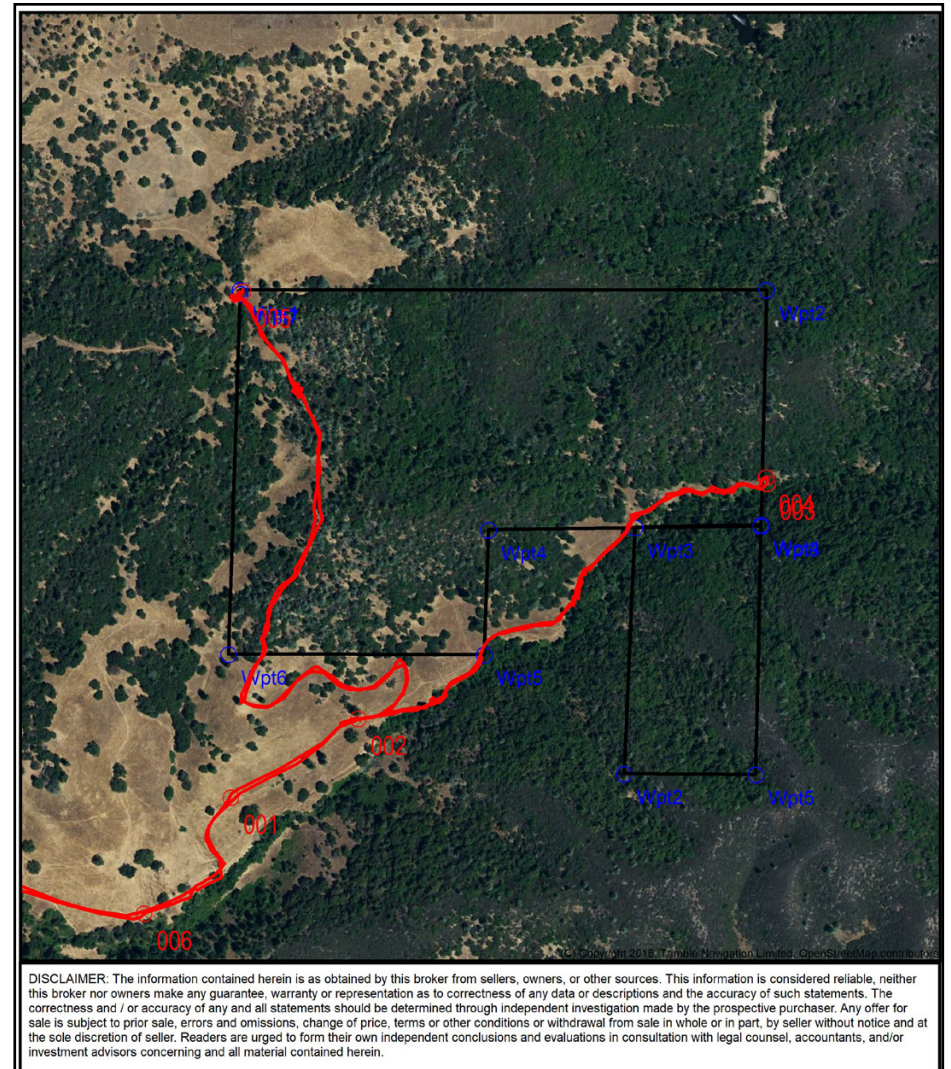 005
Wpt2
004
003
Wpt4
Wpt3
Wpt6
Wpt5
002
Wpt2
Wpt5
001
006
(C) Copyright 2016, Trimble Navigation Limited, OpenStreetMap contributors
DISCLAIMER: The information contained herein is as obtained by this broker from sellers, owners, or other sources. This information is considered reliable, neither
this broker nor owners make any guarantee, warranty or representation as to correctness of any data or descriptions and the accuracy of such statements. The
correctness and / or accuracy of any and all statements should be determined through independent investigation made by the prospective purchaser. Any offer for
sale is subject to prior sale, errors and omissions, change of price, terms or other conditions or withdrawal from sale in whole or in part, by seller without notice and at
the sole discretion of seller. Readers are urged to form their own independent conclusions and evaluations in consultation with legal counsel, accountants, and/or
investment advisors concerning and all material contained herein.